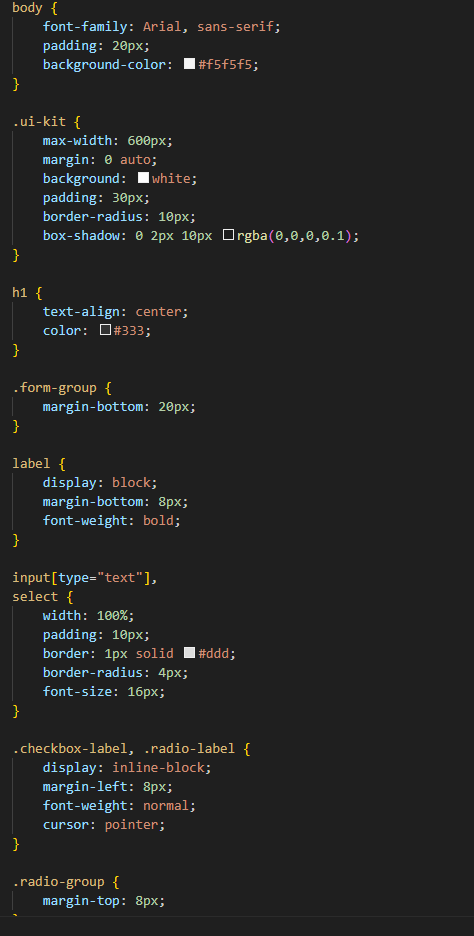 body {
    font-family: Arial, sans-serif;
    padding: 20px;
    background-color: #f5f5f5;
}

.ui-kit {
    max-width: 600px;
    margin: 0 auto;
    background: white;
    padding: 30px;
    border-radius: 10px;
    box-shadow: 0 2px 10px rgba(0,0,0,0.1);
}

h1 {
    text-align: center;
    color: #333;
}

.form-group {
    margin-bottom: 20px;
}

label {
    display: block;
    margin-bottom: 8px;
    font-weight: bold;
}

input[type="text"],
select {
    width: 100%;
    padding: 10px;
    border: 1px solid #ddd;
    border-radius: 4px;
    font-size: 16px;
}

.checkbox-label, .radio-label {
    display: inline-block;
    margin-left: 8px;
    font-weight: normal;
    cursor: pointer;
}

.radio-group {
    margin-top: 8px;